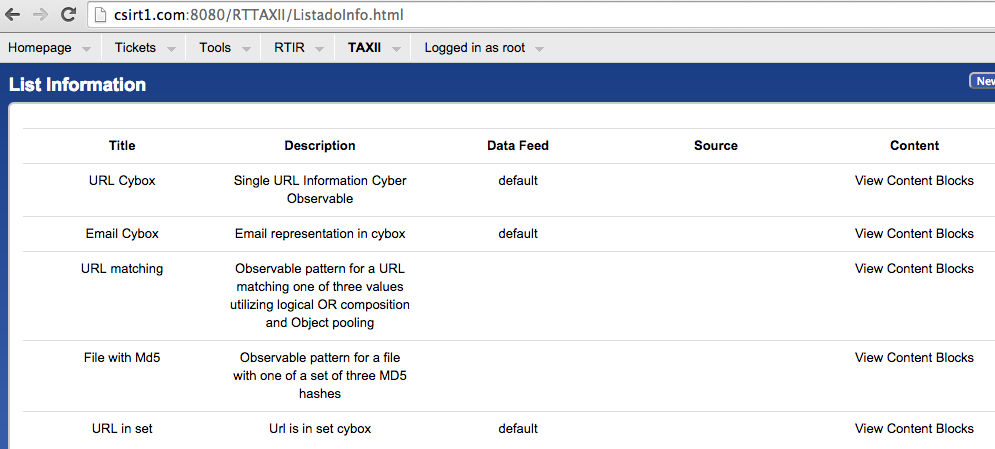 csirt1.com:8080/RTTAXII/ListadoInfo.html
Homepage Tickets Tools RTIR TAXII Logged in as root
List Information
New
Title Description Data Feed Source Content
URL Cybox Single URL Information Cyber default View Content Blocks
Observable
Email Cybox Email representation in cybox default View Content Blocks
URL matching Observable pattern for a URL View Content Blocks
matching one of three values
utilizing logical OR composition
and Object pooling
File with Md5 Observable pattern for a file View Content Blocks
with one of a set of three MD5
hashes
URL in set Url is in set cybox default View Content Blocks